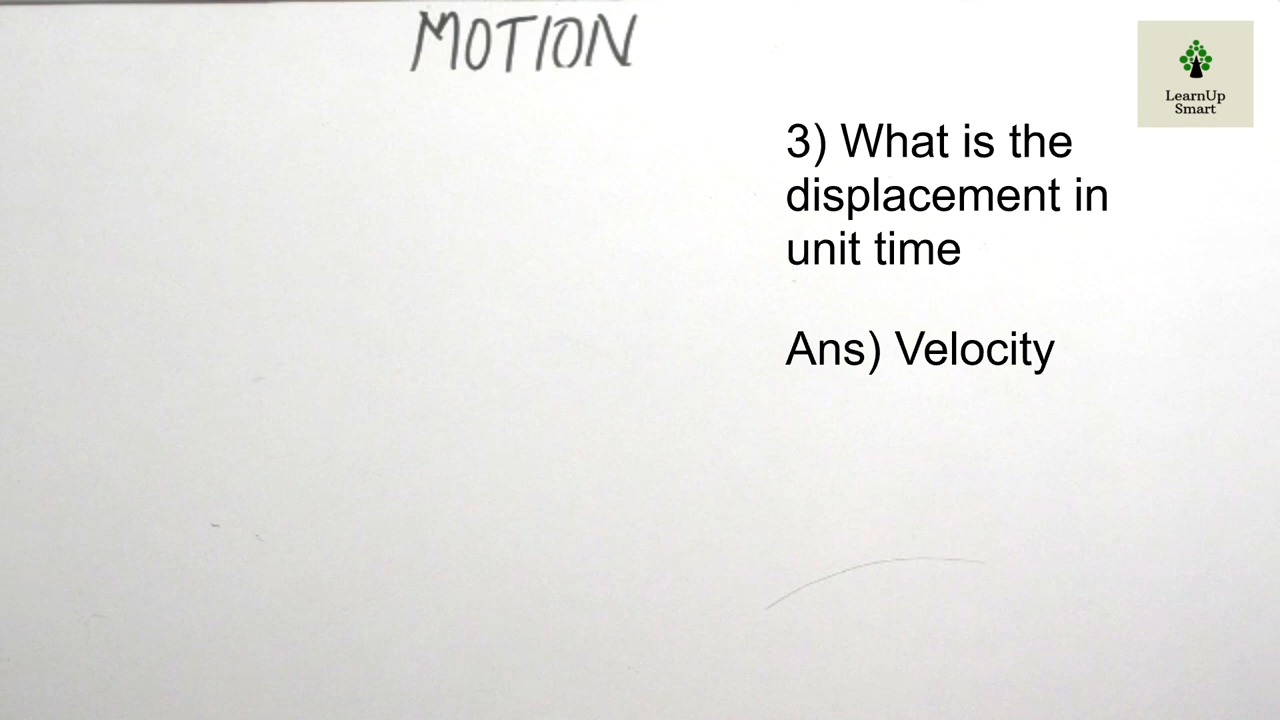 MOTION
LearnUp
Smart
3) What is the
displacement in
unit time
Ans) Velocity